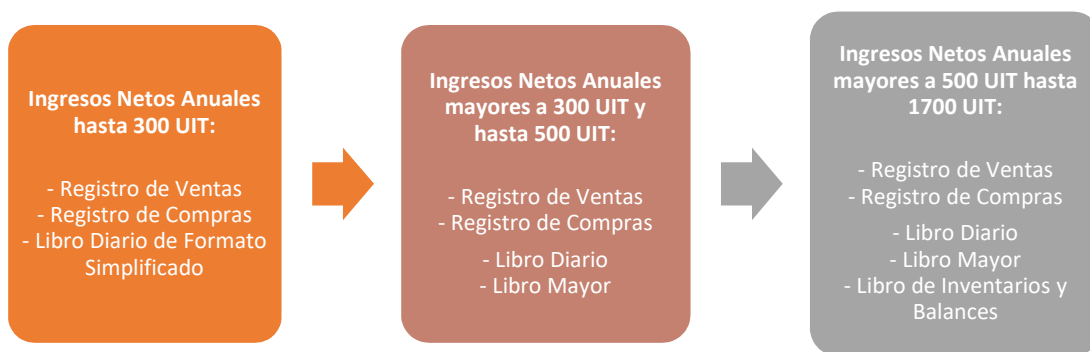 Ingresos Netos Anuales
hasta 300 UIT:
- Registro de Ventas
- Registro de Compras
- Libro Diario de Formato
Simplificado
Ingresos Netos Anuales
mayores a 300 UIT y
hasta 500 UIT:
- Registro de Ventas
- Registro de Compras
- Libro Diario
- Libro Mayor
Ingresos Netos Anuales
mayores a 500 UIT hasta
1700 UIT:
- Registro de Ventas
- Registro de Compras
- Libro Diario
- Libro Mayor
- Libro de Inventarios y
Balances